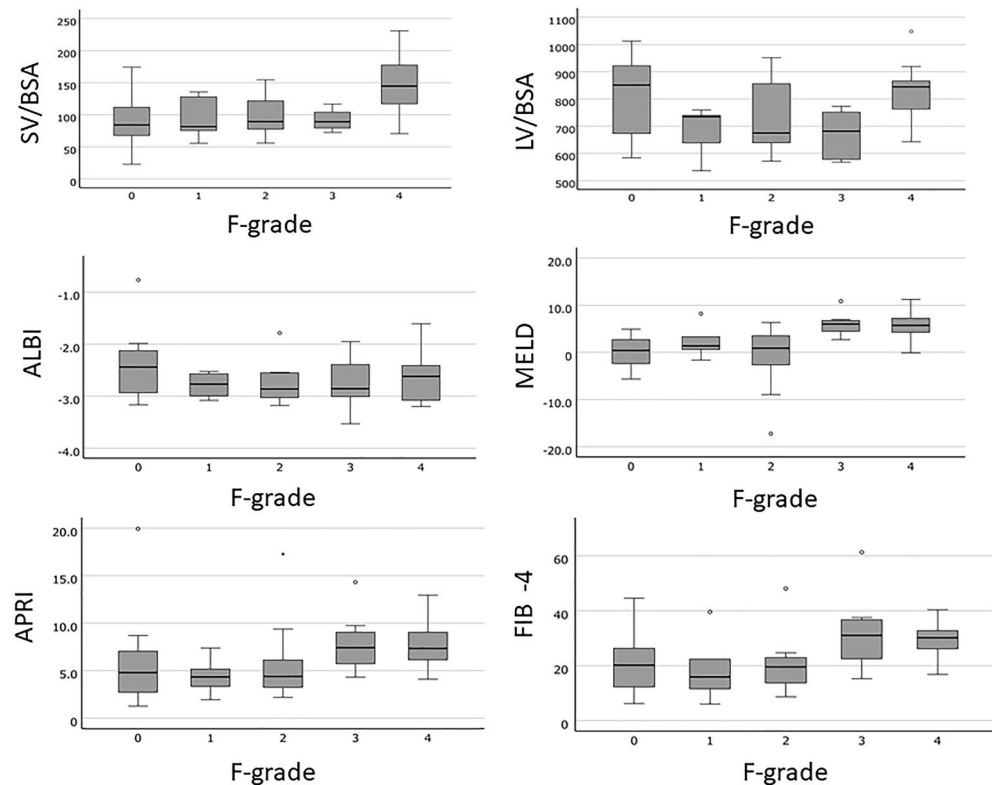 SV/BSA
250
200
150
100
50
0
0 1 2 3 4
F-grade
LV/BSA
1100
1000
900
800
700
600
500
0 1 2 3 4
F-grade
ALBI
-1.0
-2.0
-3.0
-4.0
0 1 2 3 4
F-grade
MELD
20.0
10.0
0
-10.0
-20.0
0 1 2 3 4
F-grade
APRI
20.0
15.0
10.0
5.0
0
0 1 2 3 4
F-grade
FIB -4
60
40
20
0
0 1 2 3 4
F-grade